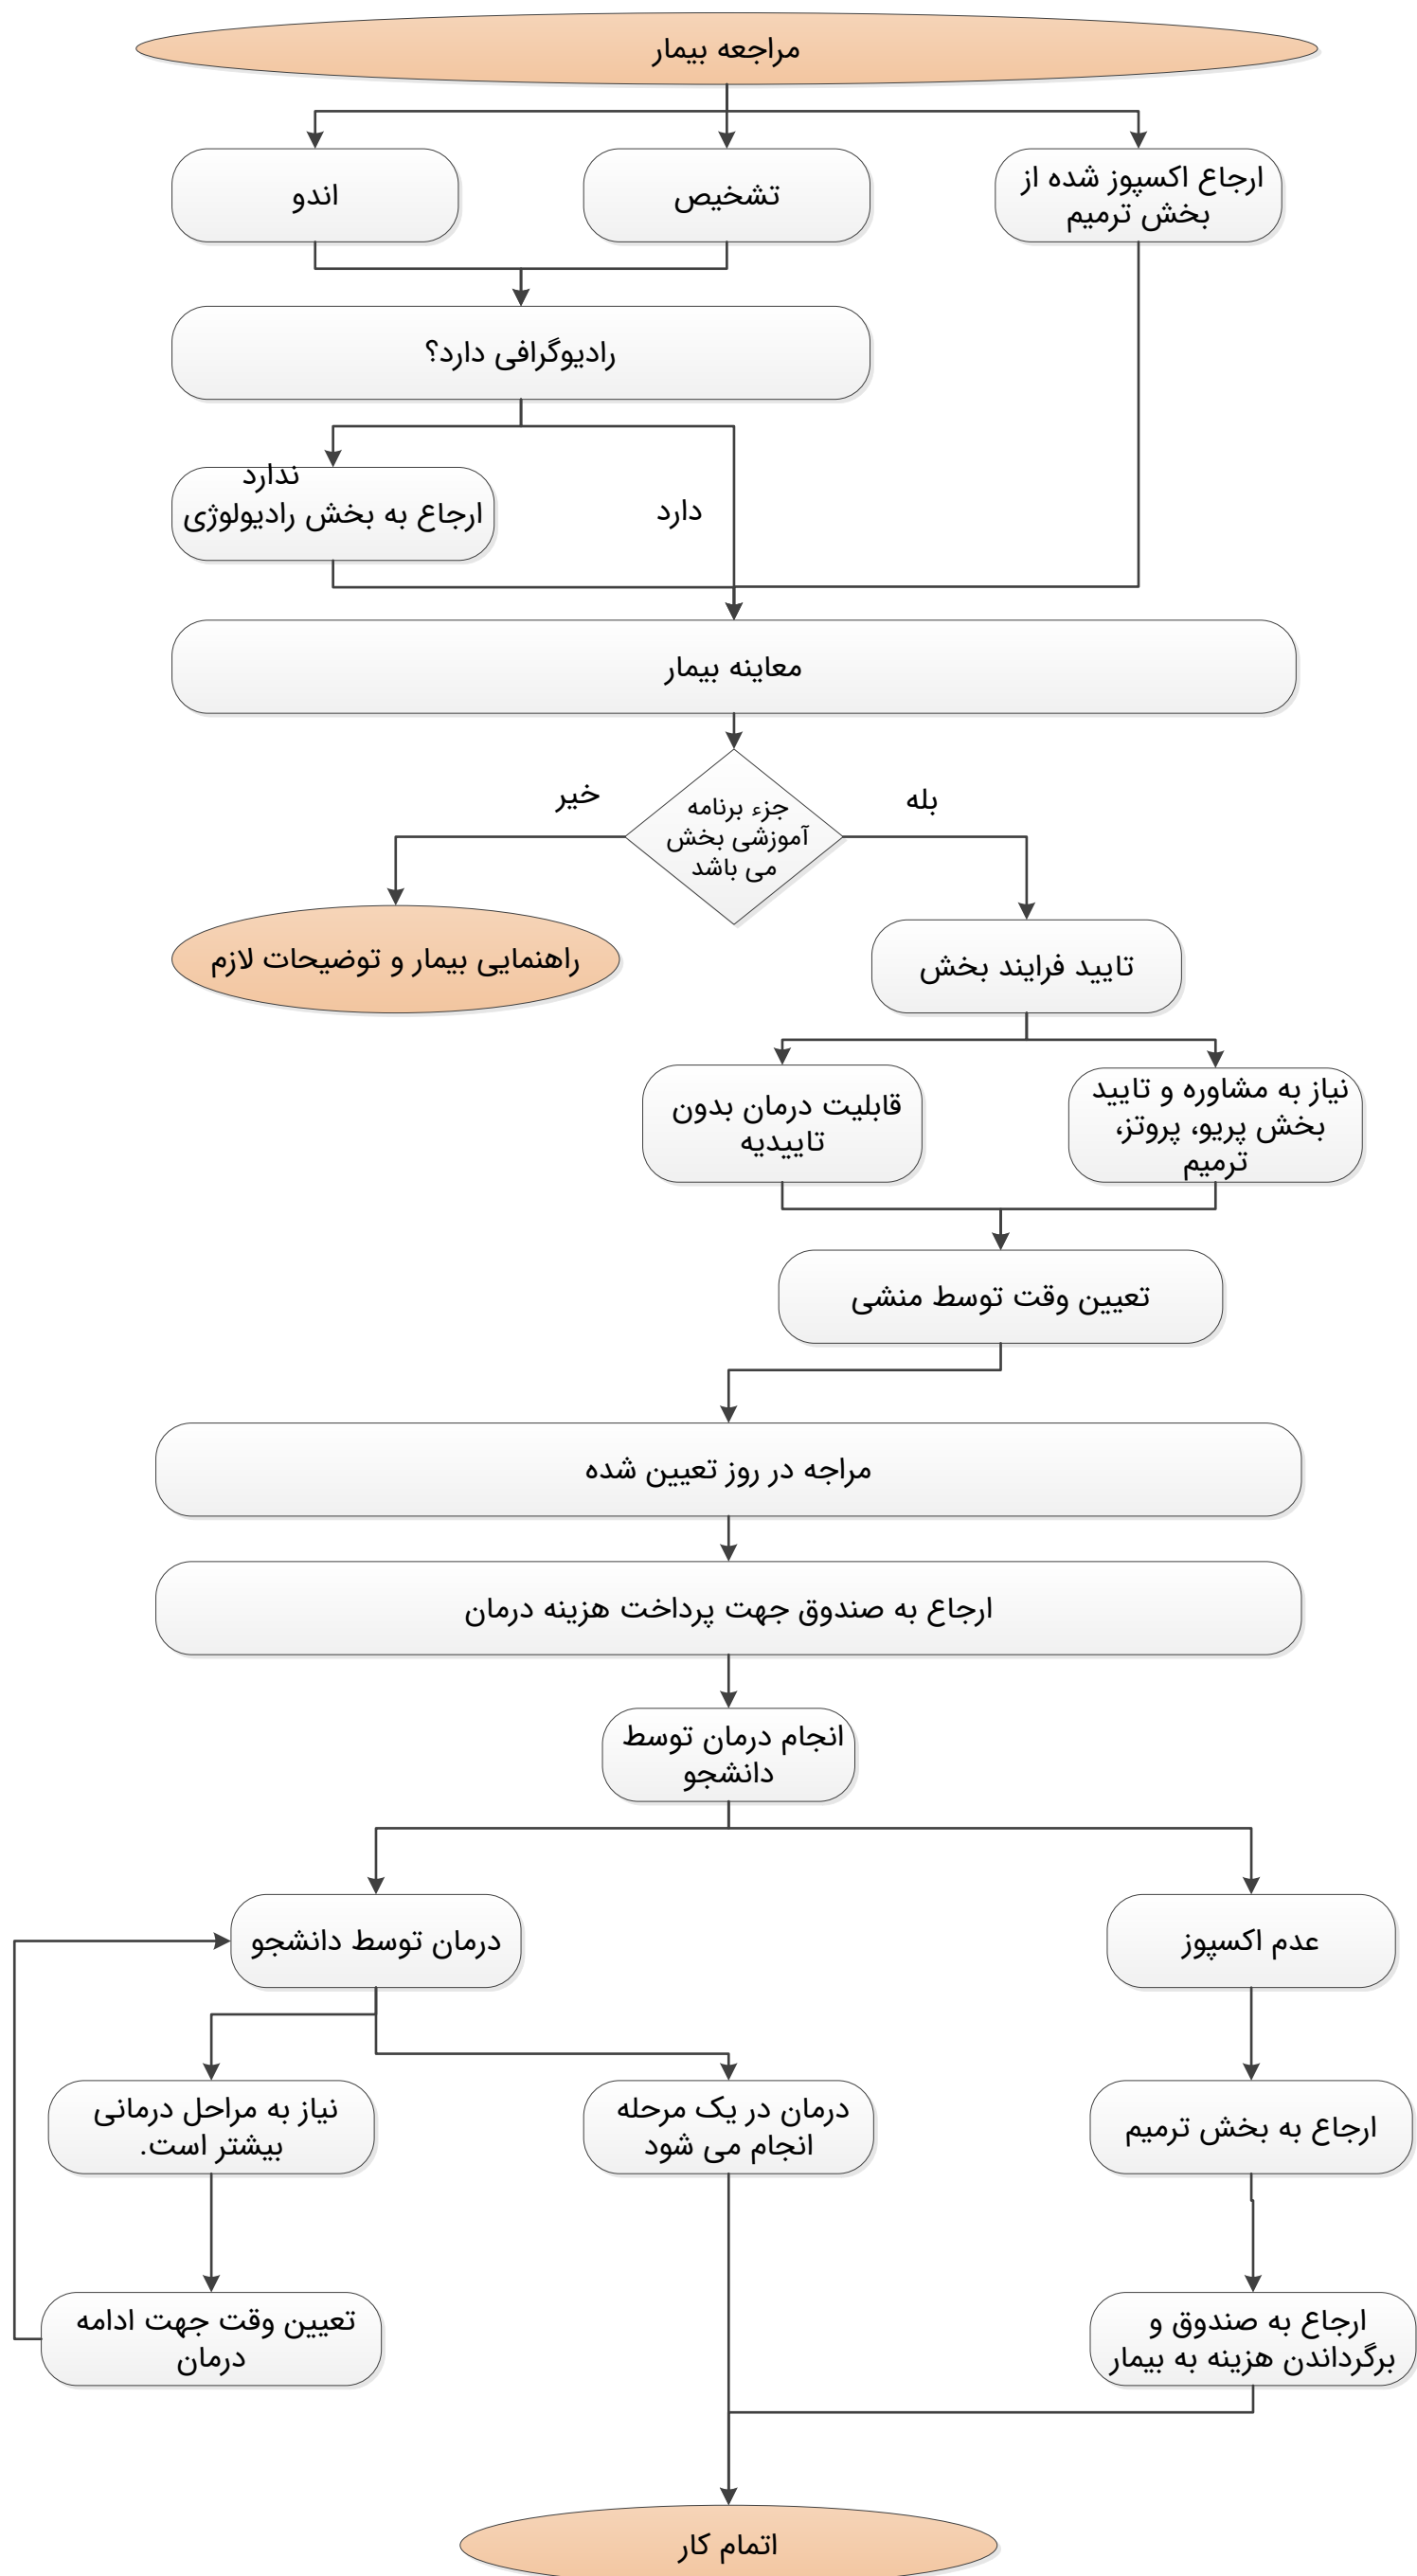 مراجعه بیمار
ارجاع اکسپوز شده از
بخش ترمیم
تشخیص
اندو
رادیوگرافی دارد؟
ندارد
ارجاع به بخش رادیولوژی
دارد
معاینه بیمار
جزء برنامه
آموزشی بخش
می باشد
بله
خیر
راهنمایی بیمار و توضیحات لازم
تایید فرایند بخش
نیاز به مشاوره و تایید
بخش پریو، پروتز،
ترمیم
قابلیت درمان بدون
تاییدیه
تعیین وقت توسط منشی
مراجه در روز تعیین شده
ارجاع به صندوق جهت پرداخت هزینه درمان
انجام درمان توسط
دانشجو
عدم اکسپوز
درمان توسط دانشجو
ارجاع به بخش ترمیم
درمان در یک مرحله
انجام می شود
نیاز به مراحل درمانی
بیشتر است.
ارجاع به صندوق و
برگرداندن هزینه به بیمار
تعیین وقت جهت ادامه
درمان
اتمام کار